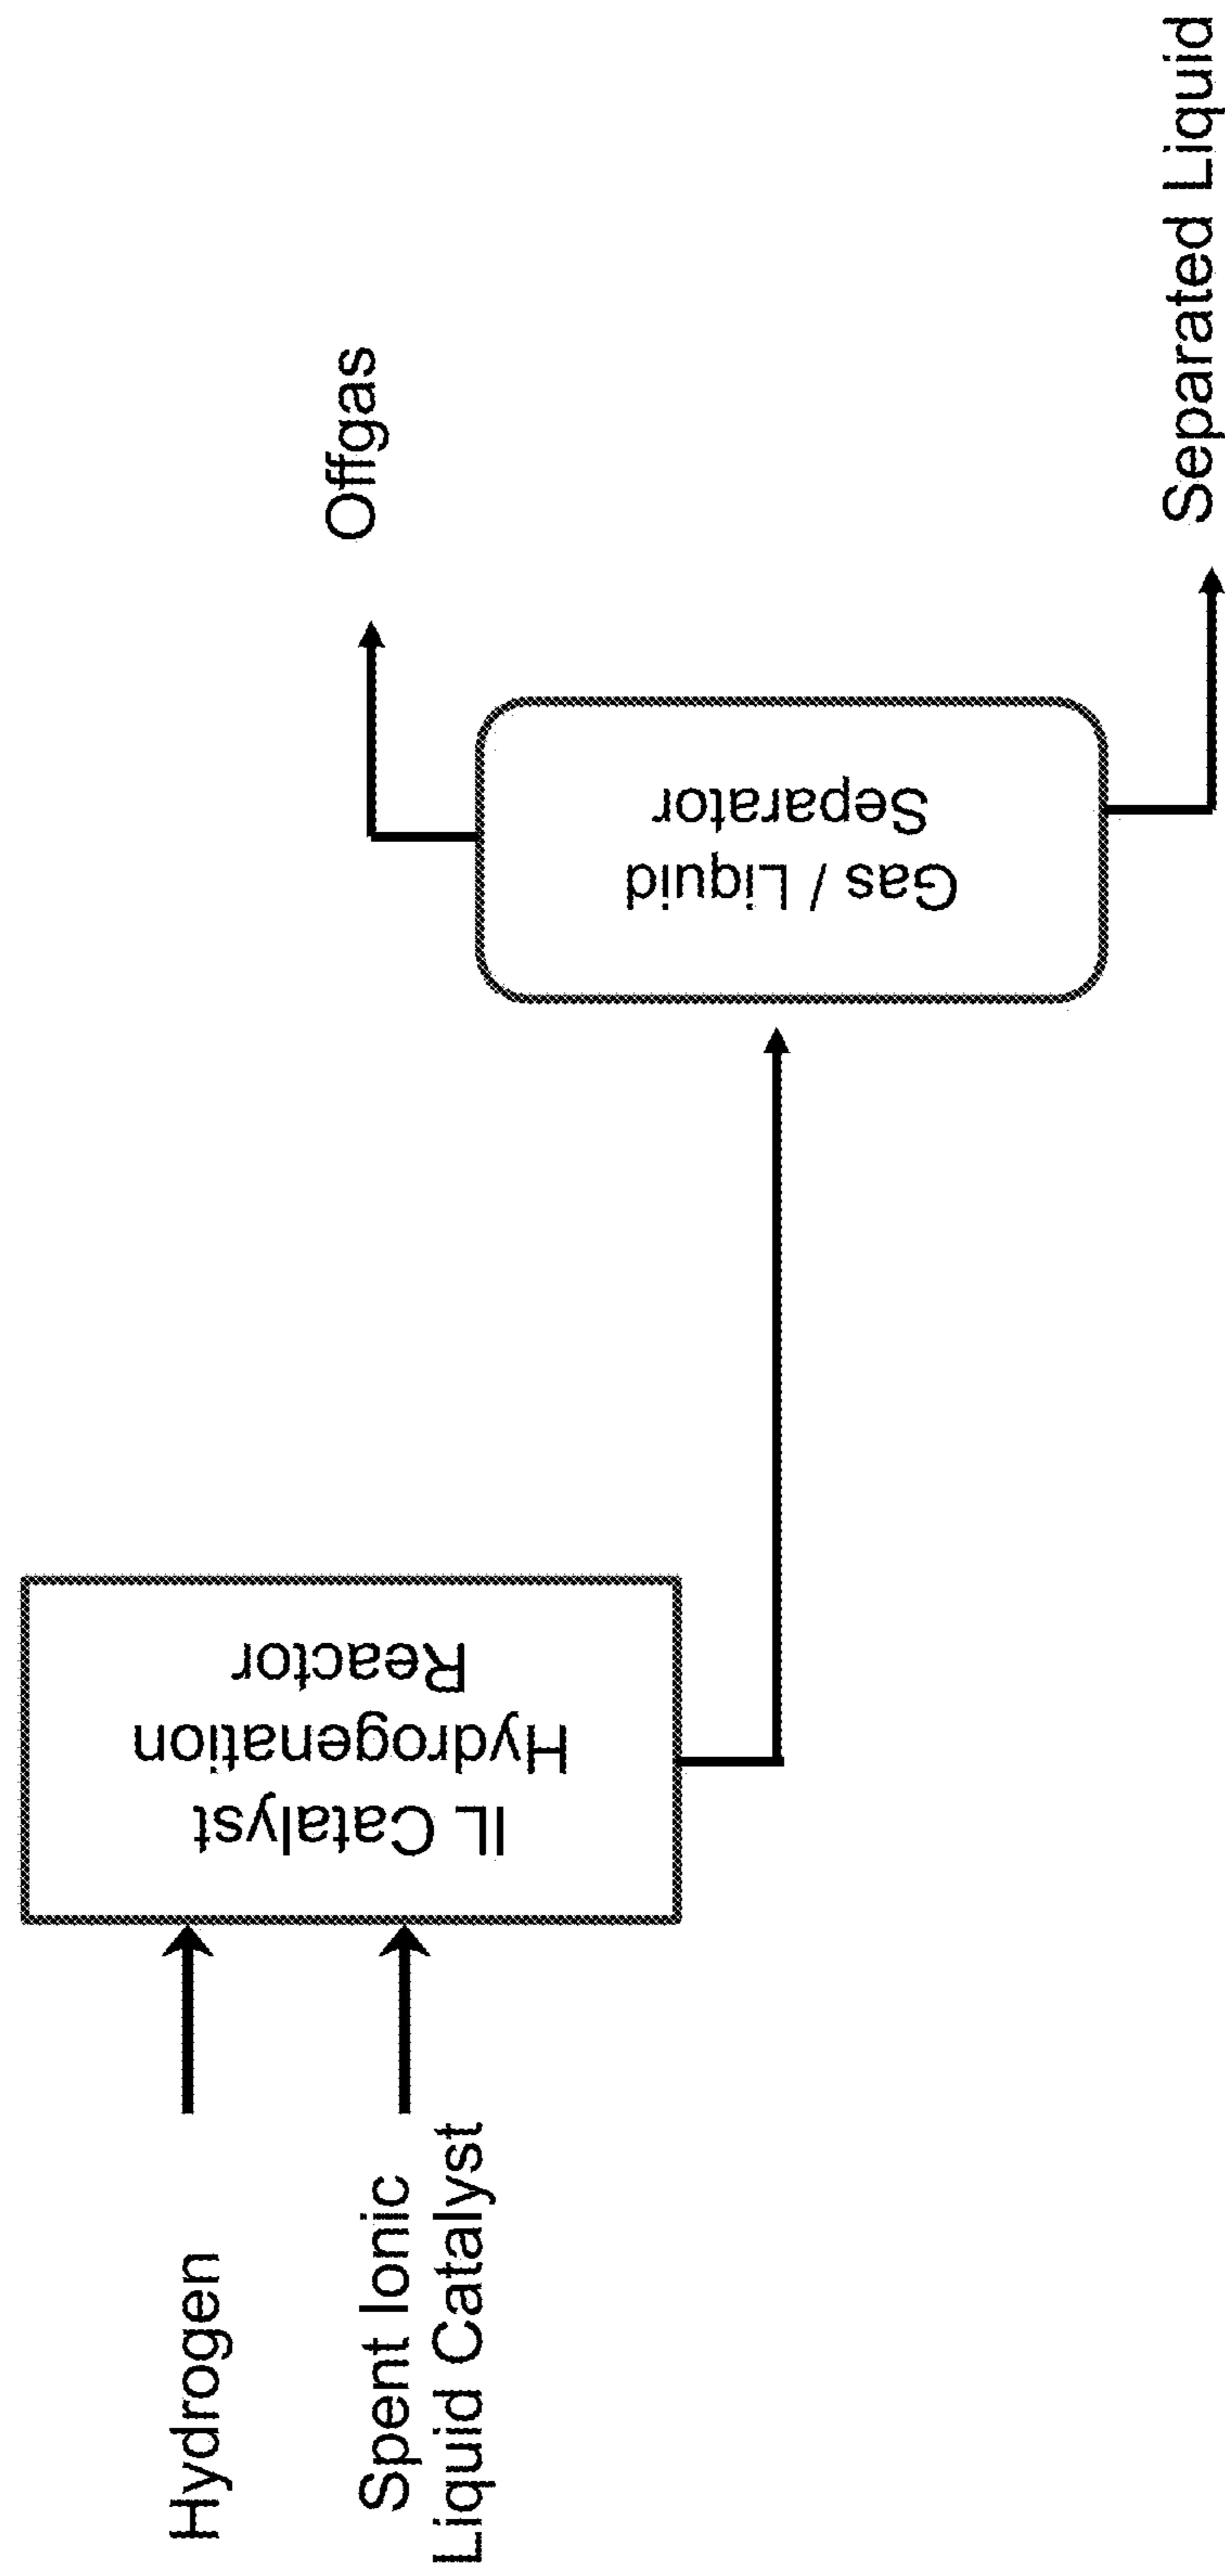 Hydrogen
Spent Ionic
Liquid Catalyst
IL Catalyst
Hydrogenation
Reactor
Gas / Liquid
Separator
Offgas
Separated Liquid